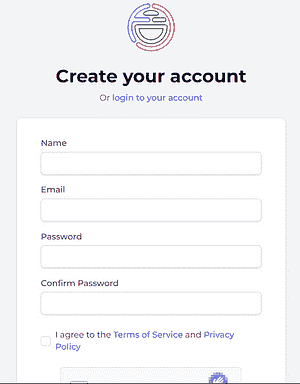 Create your account
Or login to your account
Name
Email
Password
Confirm Password
I agree to the Terms of Service and Privacy
Policy